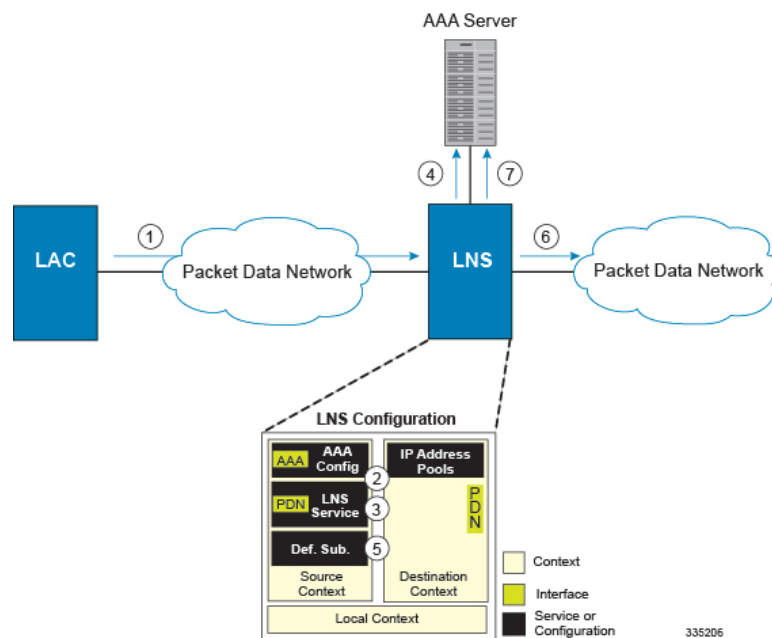 AAA Server
4
7
1
6
LAC
Packet Data Network
LNS
Packet Data Network
LNS Configuration
AAA
AAA
Config
IP Address
Pools
2
PDN
LNS
Service
3
PDN
Def. Sub.
5
Source
Context
Destination
Context
Local Context
Context
Interface
Service or
Configuration
335206